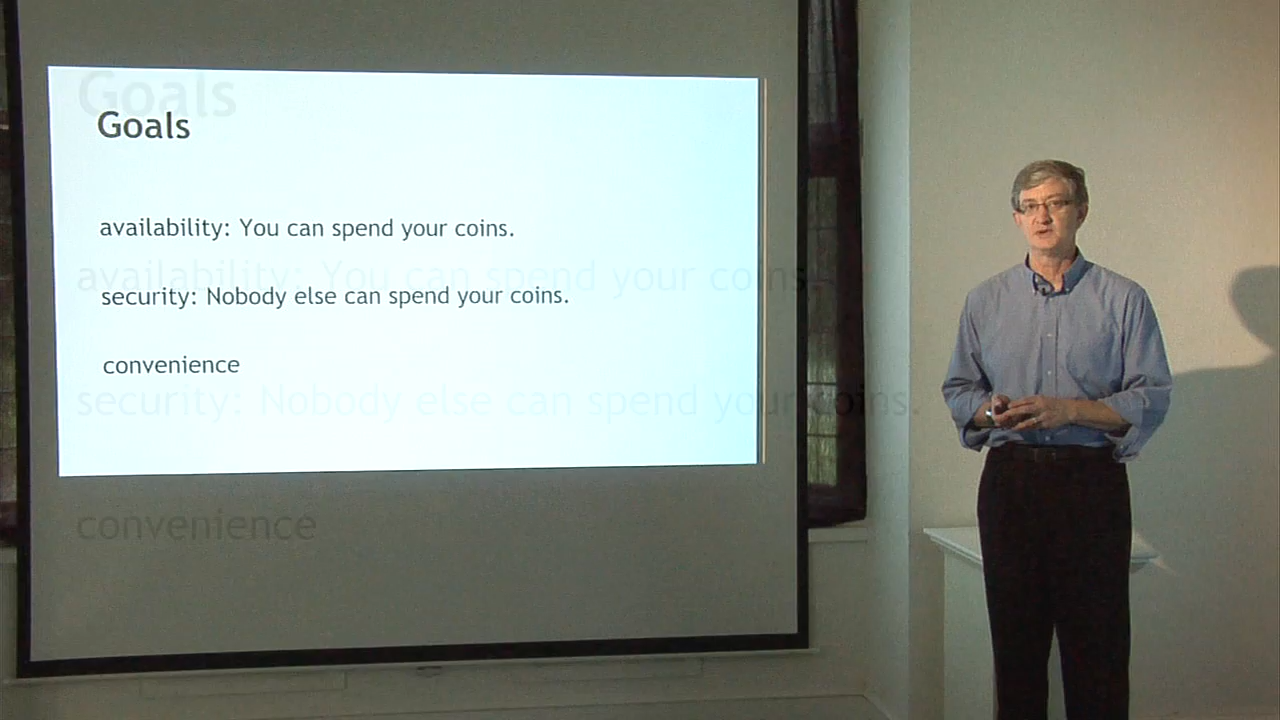 Goals
availability: You can spend your coins.
security: Nobody else can spend your coins.
convenience
Goals
availability: You can spend your coins.
security: Nobody else can spend your coins.
convenience